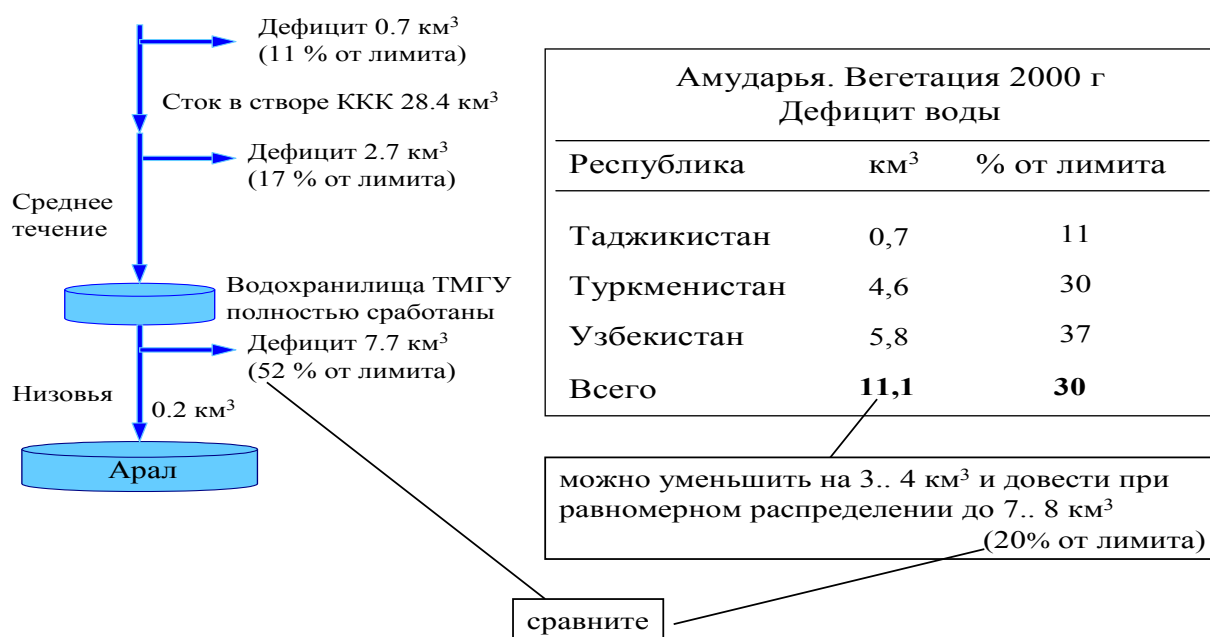 Дефицит 0.7 км³
(11 % от лимита)
Сток в створе ККК 28.4 км³
Дефицит 2.7 км³
(17 % от лимита)
Среднее
течение
Водохранилища ТМГУ
полностью сработаны
Дефицит 7.7 км³
(52 % от лимита)
Низовья
0.2 км³
Арал
Амударья. Вегетация 2000 г
Дефицит воды
Республика км³ % от лимита
Таджикистан 0,7 11
Туркменистан 4,6 30
Узбекистан 5,8 37
Всего 11,1 30
можно уменьшить на 3.. 4 км³ и довести при
равномерном распределении до 7.. 8 км³
(20% от лимита)
сравните